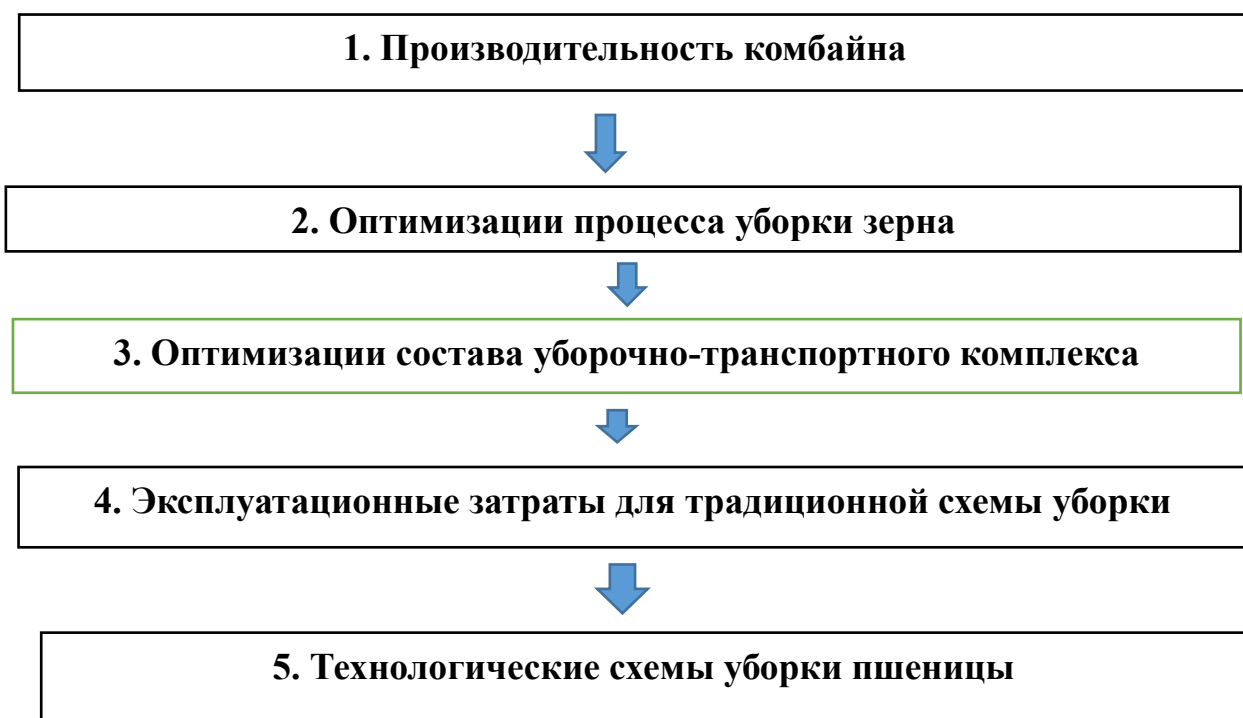 1. Производительность комбайна
2. Оптимизации процесса уборки зерна
3. Оптимизации состава уборочно-транспортного комплекса
4. Эксплуатационные затраты для традиционной схемы уборки
5. Технологические схемы уборки пшеницы